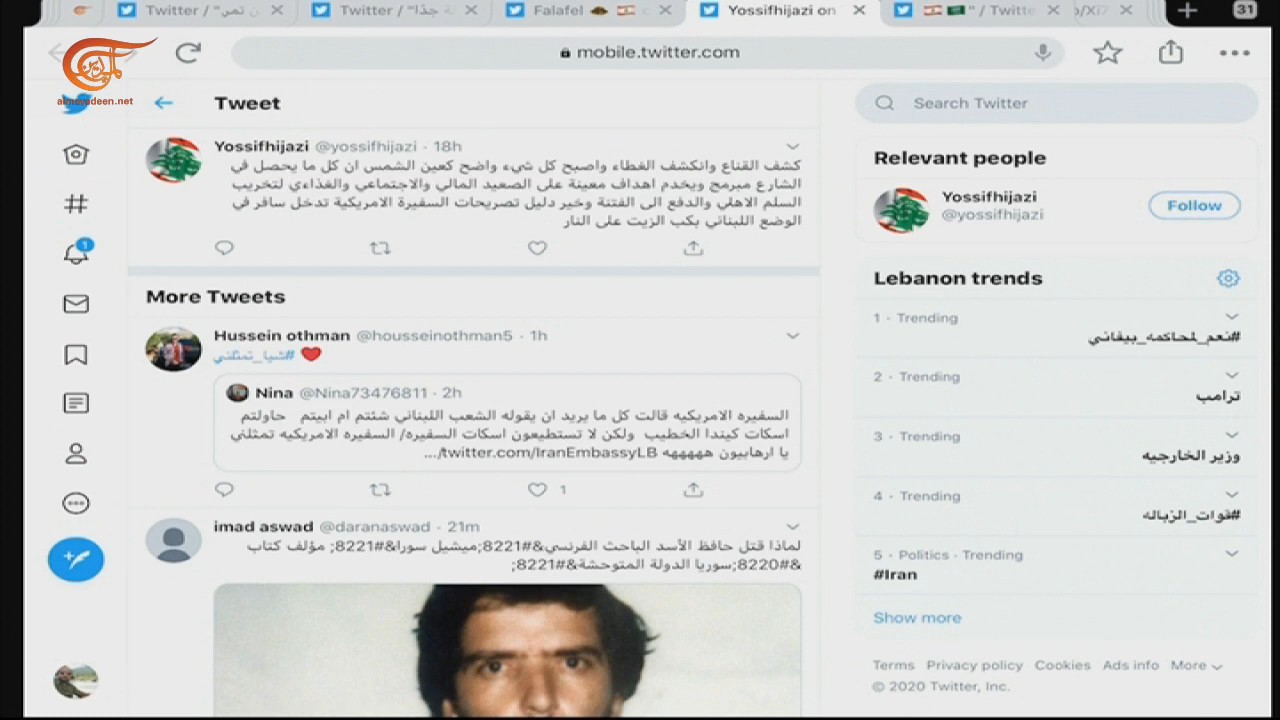 Twitter / "ن تمر
Twitter / "ة جدًا
Falafel
Yossifhijazi on
" / Twitte
31
mobile.twitter.com
almayadeen.net
Tweet
Search Twitter
Yossifhijazi @yossifhijazi · 18h
كشف القناع وانكشف الغطاء واصبح كل شيء واضح كعين الشمس ان كل ما يحصل في
الشارع مبرمج ويخدم اهداف معينة على الصعيد المالي والاجتماعي والغذاءي لتخريب
السلم الاهلي والدفع الى الفتنة وخير دليل تصريحات السفيرة الامريكية تدخل سافر في
الوضع اللبناني بكب الزيت على النار
More Tweets
Hussein othman @housseinothman5 · 1h
#شيا_تمثلني
Nina @Nina73476811 · 2h
السفيره الامريكيه قالت كل ما يريد ان يقوله الشعب اللبناني شئتم ام ابيتم حاولتم
اسكات كيندا الخطيب ولكن لا تستطيعون اسكات السفيره/ السفيره الامريكيه تمثلني
يا ارهابيون هههههه twitter.com/IranEmbassyLB/…
1
imad aswad @daranaswad · 21m
لماذا قتل حافظ الأسد الباحث الفرنسي&#8221;ميشيل سورا&#8221; مؤلف كتاب
&#8220;سوريا الدولة المتوحشة&#8221;
Relevant people
Yossifhijazi
@yossifhijazi
Follow
Lebanon trends
1 · Trending
#نعم_لمحاكمه_بيفاني
2 · Trending
ترامب
3 · Trending
وزير الخارجيه
4 · Trending
#قوات_الزباله
5 · Politics · Trending
#Iran
Show more
Terms Privacy policy Cookies Ads info More
© 2020 Twitter, Inc.
1